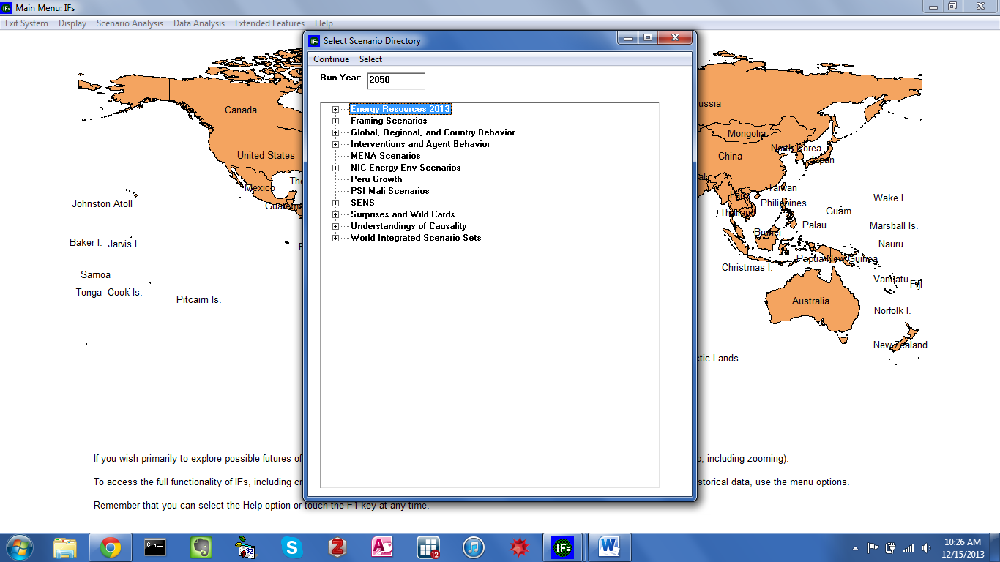 Main Menu: IFs
Exit System Display Scenario Analysis Data Analysis Extended Features Help
Select Scenario Directory
Continue Select
Run Year: 2050
Energy Resources 2013
Framing Scenarios
Global, Regional, and Country Behavior
Interventions and Agent Behavior
MENA Scenarios
NIC Energy Env Scenarios
Peru Growth
PSI Mali Scenarios
SENS
Surprises and Wild Cards
Understandings of Causality
World Integrated Scenario Sets
Canada
United States
Mexico
The
Johnston Atoll
Baker I. Jarvis I.
Samoa
Tonga Cook Is.
Pitcairn Is.
ussia
Mongolia
China
North Korea
Japan
Taiwan
Philippines
Thailand
Guam
Wake I.
Palau
Marshall Is.
Brunei
Nauru
Papua New Guinea
Christmas I.
Vanuatu
Fiji
Australia
Norfolk I.
New Zealand
ctic Lands
If you wish primarily to explore possible futures of
, including zooming).
To access the full functionality of IFs, including cr
storical data, use the menu options.
Remember that you can select the Help option or touch the F1 key at any time.
C:\
32
12
IFs
10:26 AM
12/15/2013